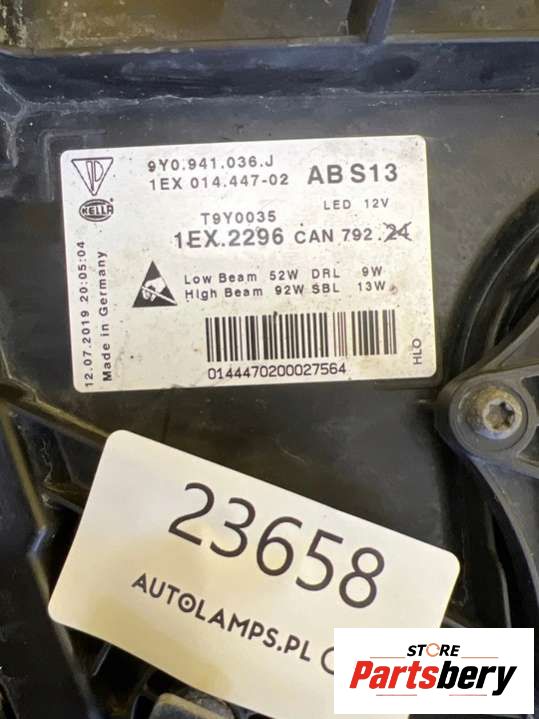 9Y0.941.036.J
1EX 014.447-02
AB S13
LED 12V
HELLA
T9Y0035
1EX.2296 CAN 792.24
Low Beam 52W DRL 9W
High Beam 92W SBL 13W
12.07.2019 20:05:04
Made in Germany
0144470200027564
HLO
23658
AUTOLAMPS.PL
STORE
Partsbery